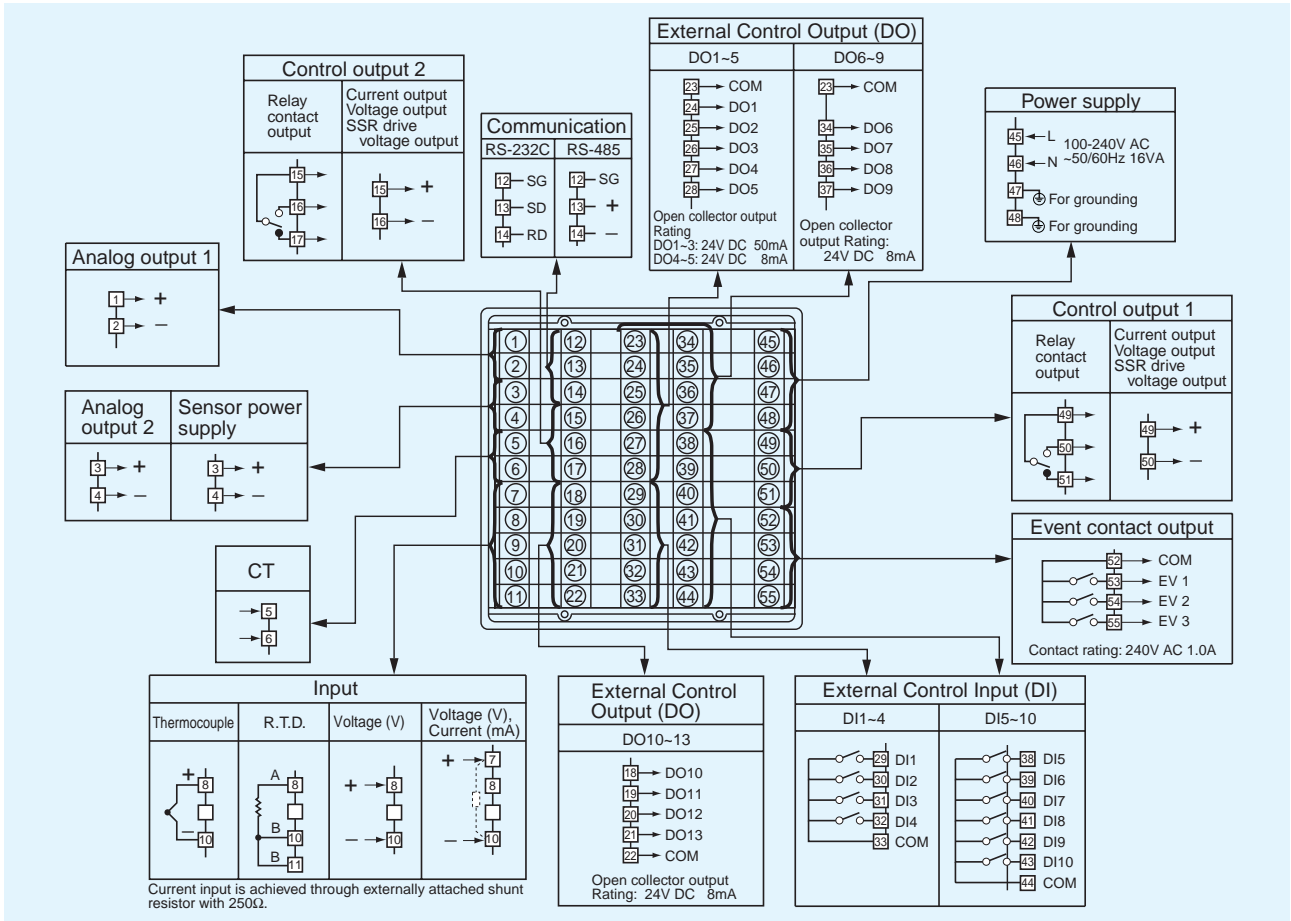 External Control Output (DO)
DO1~5 DO6~9
23 COM
24 DO1
25 DO2
26 DO3
27 DO4
28 DO5
Open collector output
Rating
DO1~3: 24V DC 50mA
DO4~5: 24V DC 8mA
23 COM
34 DO6
35 DO7
36 DO8
37 DO9
Open collector
output Rating:
24V DC 8mA
Control output 2
Relay
contact
output
15
16
17
Current output
Voltage output
SSR drive
voltage output
15 +
16 −
Communication
RS-232C RS-485
12 SG
13 SD
14 RD
12 SG
13 +
14 −
Power supply
45 L
46 N
100-240V AC
~50/60Hz 16VA
47 For grounding
48 For grounding
Analog output 1
1 +
2 −
Analog
output 2
3 +
4 −
Sensor power
supply
3 +
4 −
CT
5
6
1 12 23 34 45
2 13 24 35 46
3 14 25 36 47
4 15 26 37 48
5 16 27 38 49
6 17 28 39 50
7 18 29 40 51
8 19 30 41 52
9 20 31 42 53
10 21 32 43 54
11 22 33 44 55
Control output 1
Relay
contact
output
49
50
51
Current output
Voltage output
SSR drive
voltage output
49 +
50 −
Event contact output
52 COM
53 EV 1
54 EV 2
55 EV 3
Contact rating: 240V AC 1.0A
Input
Thermocouple
+ 8
− 10
R.T.D.
A 8
B 10
B 11
Voltage (V)
+ 8
− 10
Voltage (V),
Current (mA)
+ 7
8
− 10
Current input is achieved through externally attached shunt
resistor with 250Ω.
External Control
Output (DO)
DO10~13
18 DO10
19 DO11
20 DO12
21 DO13
22 COM
Open collector output
Rating: 24V DC 8mA
External Control Input (DI)
DI1~4 DI5~10
29 DI1
30 DI2
31 DI3
32 DI4
33 COM
38 DI5
39 DI6
40 DI7
41 DI8
42 DI9
43 DI10
44 COM